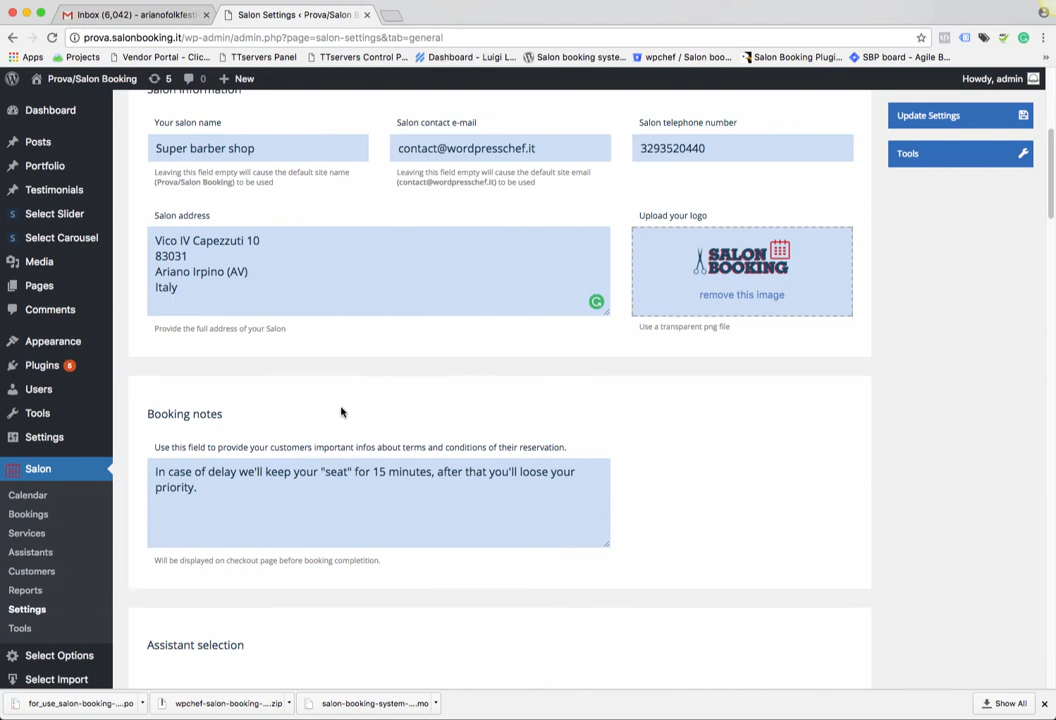 Inbox (6,042) - arianofolkfesti
Salon Settings ‹ Prova/Salon B
prova.salonbooking.it/wp-admin/admin.php?page=salon-settings&tab=general
Apps
Projects
Vendor Portal - Clic...
TTservers Panel
TTservers Control P...
Dashboard - Luigi L...
Salon booking syste...
wpchef / Salon boo...
Salon Booking Plugi...
SBP board - Agile B...
Prova/Salon Booking
5
0
New
Howdy, admin
Dashboard
Posts
Portfolio
Testimonials
Select Slider
Select Carousel
Media
Pages
Comments
Appearance
Plugins 6
Users
Tools
Settings
Salon
Calendar
Bookings
Services
Assistants
Customers
Reports
Settings
Tools
Select Options
Select Import
Salon information
Your salon name
Salon contact e-mail
Salon telephone number
Super barber shop
contact@wordpresschef.it
3293520440
Leaving this field empty will cause the default site name
(Prova/Salon Booking) to be used
Leaving this field empty will cause the default site email
(contact@wordpresschef.it) to be used
Salon address
Upload your logo
Vico IV Capezzuti 10
83031
Ariano Irpino (AV)
Italy
SALON
BOOKING
remove this image
Provide the full address of your Salon
Use a transparent png file
Booking notes
Use this field to provide your customers important infos about terms and conditions of their reservation.
In case of delay we'll keep your "seat" for 15 minutes, after that you'll loose your
priority.
Will be displayed on checkout page before booking completition.
Assistant selection
Update Settings
Tools
for_use_salon-booking-....po
wpchef-salon-booking-....zip
salon-booking-system-....mo
Show All